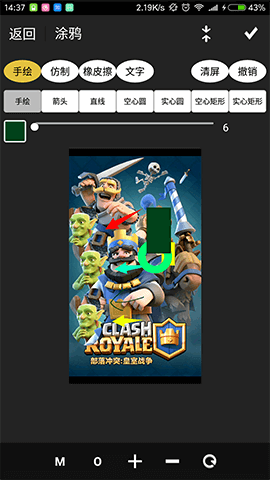 14:37
2.19K/s
43%
返回
涂鸦
手绘
仿制
橡皮擦
文字
清屏
撤销
手绘
箭头
直线
空心圆
实心圆
空心矩形
实心矩形
6
CLASH
ROYALE
部落冲突:皇室战争
M
O